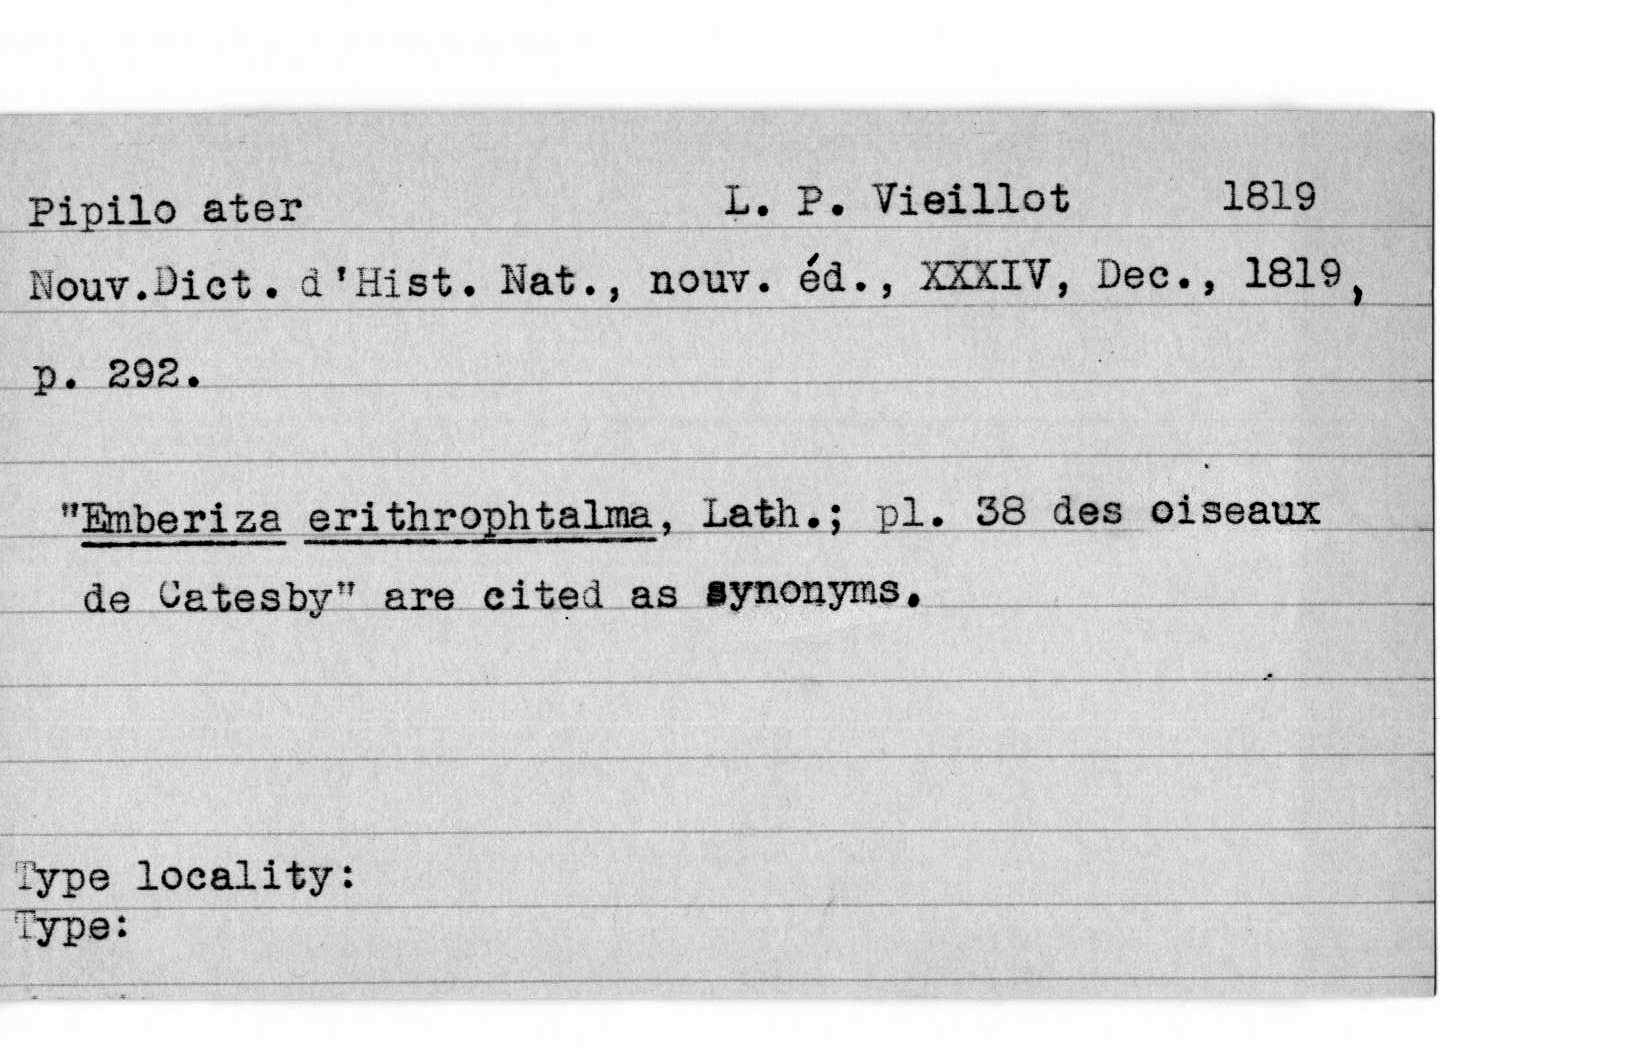 Pipilo ater L. P. Vieillot 1819
Nouv.Dict. d'Hist. Nat., nouv. éd., XXXIV, Dec., 1819,
p. 292.
"Emberiza erithrophtalma, Lath.; pl. 38 des oiseaux
de Catesby" are cited as synonyms.
Type locality:
Type: